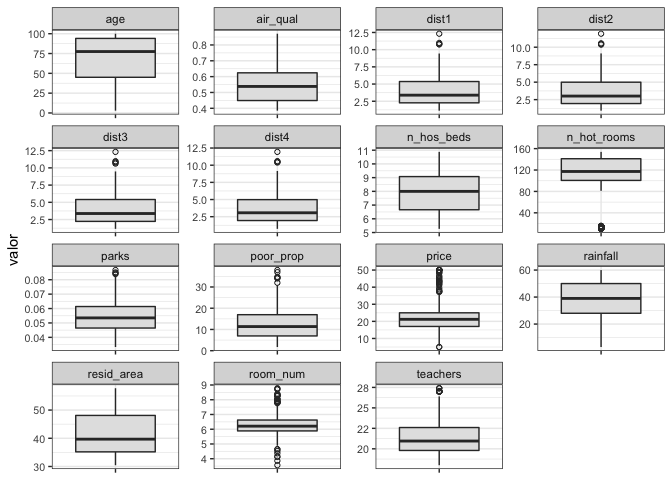 age air_qual dist1 dist2
100 75 50 25 0
0.8 0.7 0.6 0.5 0.4
12.5 10.0 7.5 5.0 2.5
10.0 7.5 5.0 2.5
dist3 dist4 n_hos_beds n_hot_rooms
12.5 10.0 7.5 5.0 2.5
12.5 10.0 7.5 5.0 2.5
11 10 9 8 7 6 5
160 120 80 40
valor
parks poor_prop price rainfall
0.08 0.07 0.06 0.05 0.04
30 20 10 0
50 40 30 20 10
60 40 20
resid_area room_num teachers
50 40 30
9 8 7 6 5 4
28 25 22 20